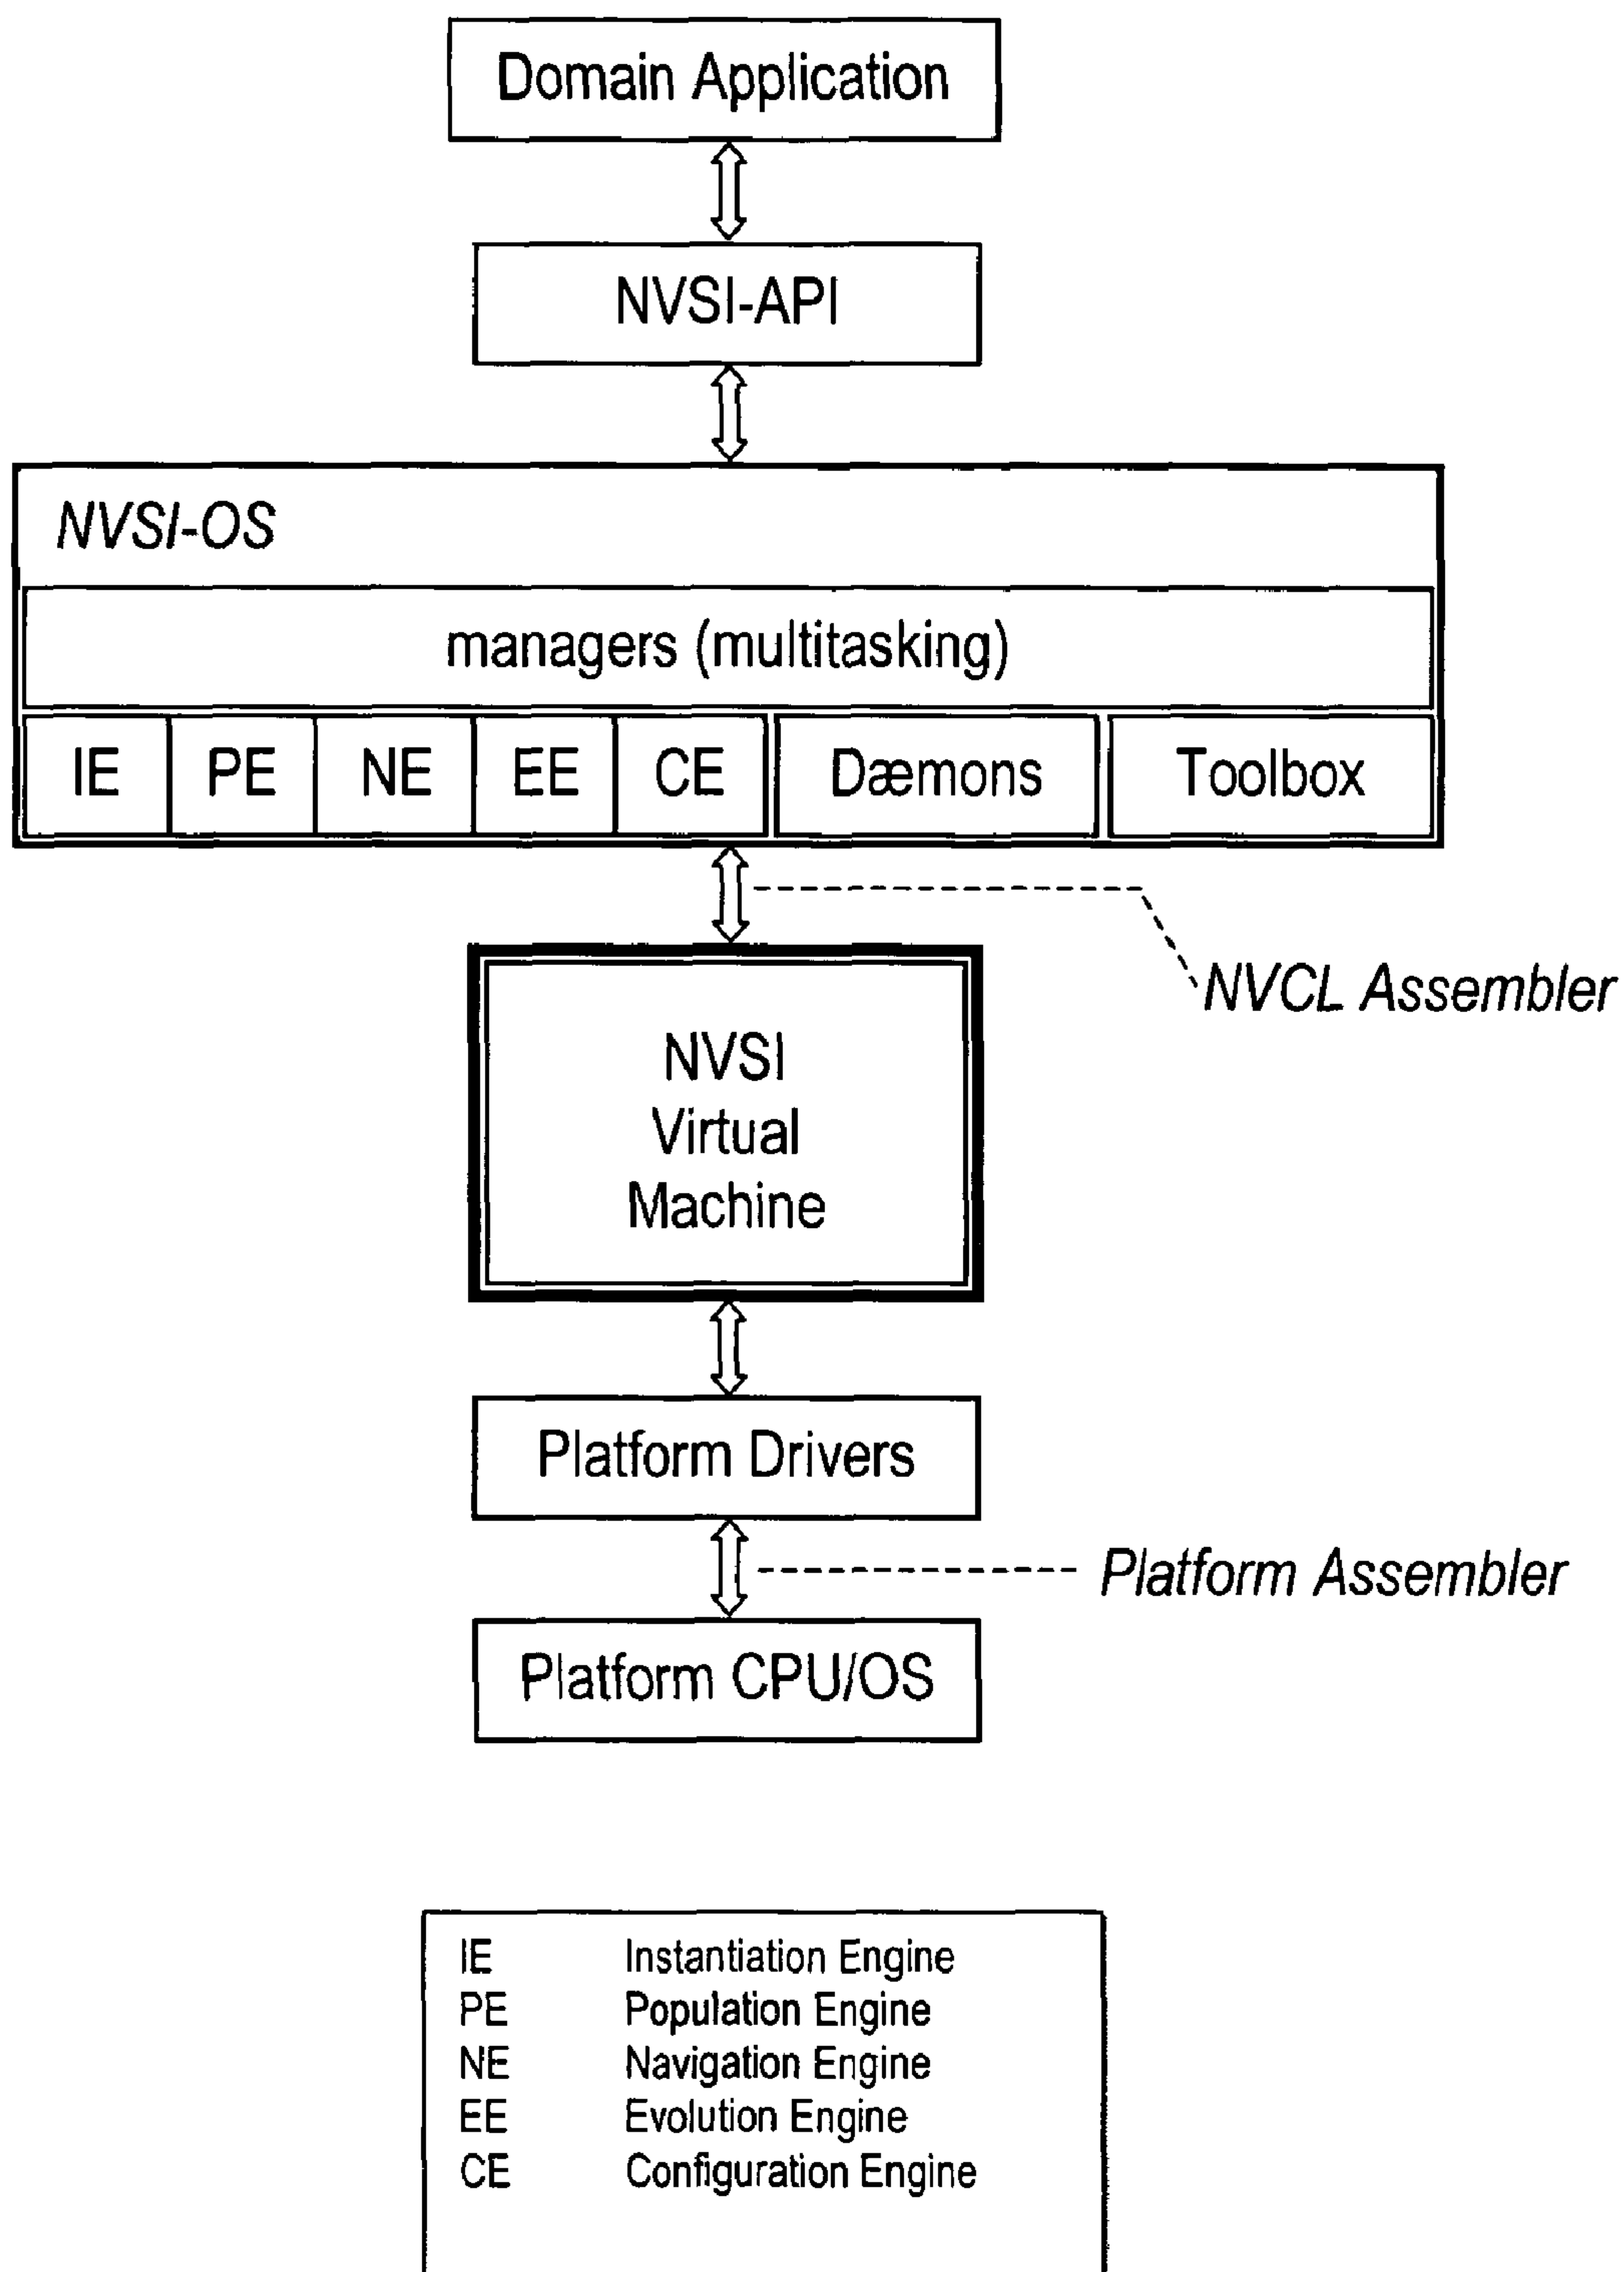 Domain Application
NVSI-API
NVSI-OS
managers (multitasking)
IE PE NE EE CE Dæmons Toolbox
NVCL Assembler
NVSI
Virtual
Machine
Platform Drivers
Platform Assembler
Platform CPU/OS
IE Instantiation Engine
PE Population Engine
NE Navigation Engine
EE Evolution Engine
CE Configuration Engine